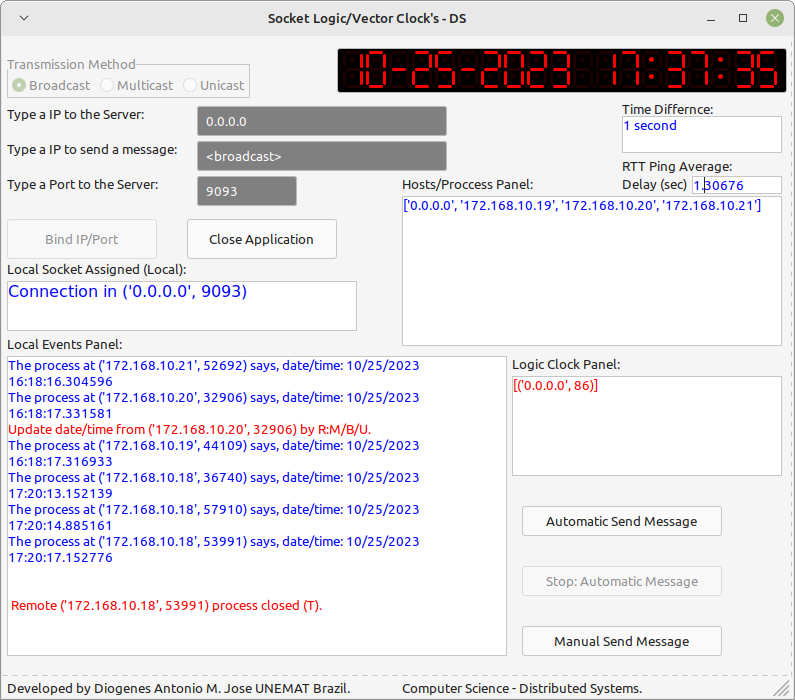 Socket Logic/Vector Clock's - DS
Transmission Method
Broadcast Multicast Unicast
10-25-2023 17:37:35
Type a IP to the Server:
0.0.0.0
Type a IP to send a message:
<broadcast>
Type a Port to the Server:
9093
Time Differnce:
1 second
RTT Ping Average:
Delay (sec) 1.30676
Hosts/Proccess Panel:
['0.0.0.0', '172.168.10.19', '172.168.10.20', '172.168.10.21']
Bind IP/Port
Close Application
Local Socket Assigned (Local):
Connection in ('0.0.0.0', 9093)
Local Events Panel:
The process at ('172.168.10.21', 52692) says, date/time: 10/25/2023
16:18:16.304596
The process at ('172.168.10.20', 32906) says, date/time: 10/25/2023
16:18:17.331581
Update date/time from ('172.168.10.20', 32906) by R:M/B/U.
The process at ('172.168.10.19', 44109) says, date/time: 10/25/2023
16:18:17.316933
The process at ('172.168.10.18', 36740) says, date/time: 10/25/2023
17:20:13.152139
The process at ('172.168.10.18', 57910) says, date/time: 10/25/2023
17:20:14.885161
The process at ('172.168.10.18', 53991) says, date/time: 10/25/2023
17:20:17.152776
Remote ('172.168.10.18', 53991) process closed (T).
Logic Clock Panel:
[('0.0.0.0', 86)]
Automatic Send Message
Stop: Automatic Message
Manual Send Message
Developed by Diogenes Antonio M. Jose UNEMAT Brazil.
Computer Science - Distributed Systems.